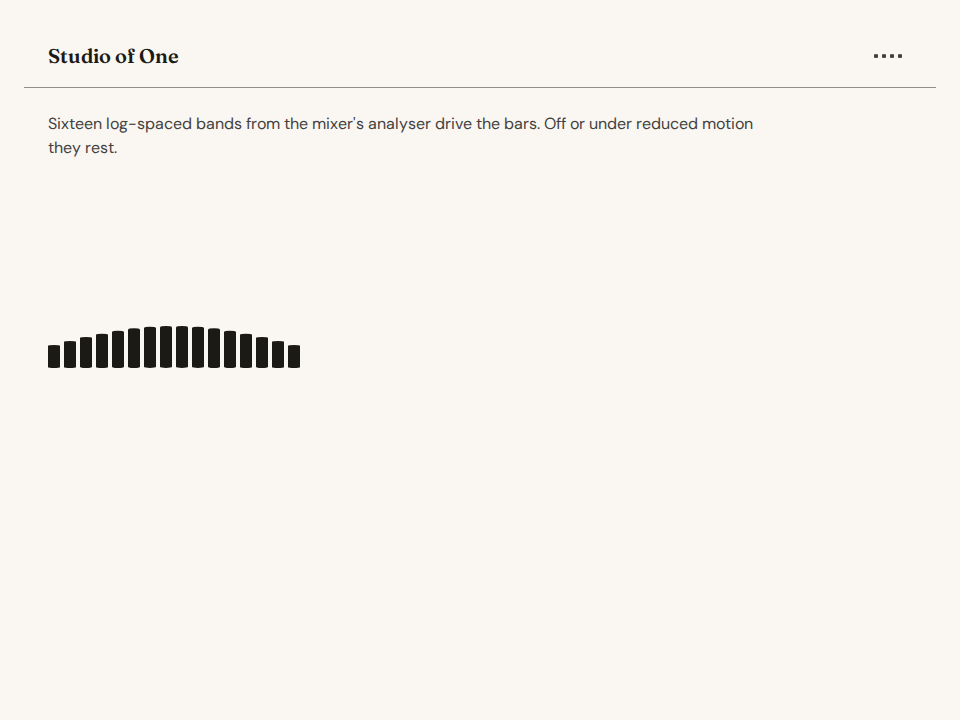 Studio of One
Sixteen log-spaced bands from the mixer's analyser drive the bars. Off or under reduced motion
they rest.